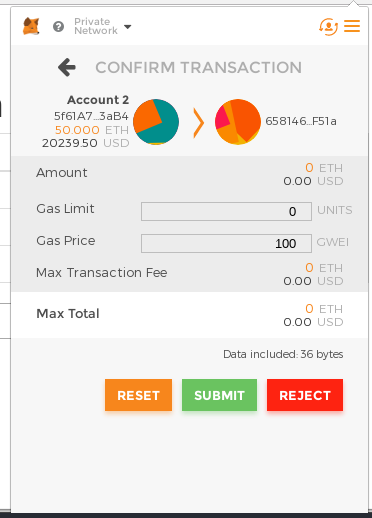 Private
Network
CONFIRM TRANSACTION
Account 2
5f61A7...3aB4
50.000 ETH
20239.50 USD
658146...F51a
Amount
0 ETH
0.00 USD
Gas Limit
0 UNITS
Gas Price
100 GWEI
Max Transaction Fee
0 ETH
0.00 USD
Max Total
0 ETH
0.00 USD
Data included: 36 bytes
RESET
SUBMIT
REJECT